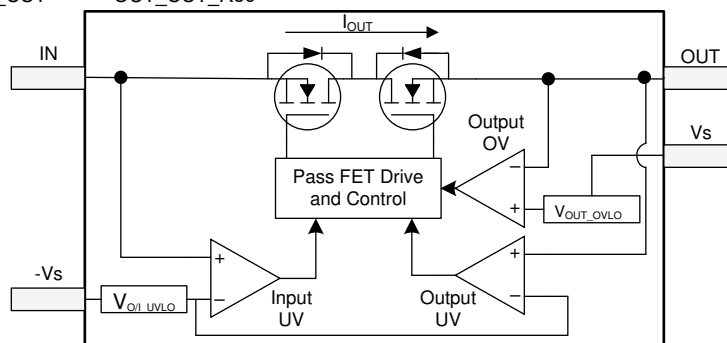 IOUT
IN
OUT
Output
OV
Vs
Pass FET Drive
and Control
−
+
VOUT_OVLO
-Vs
+
−
VO/I_UVLO
Input
UV
Output
UV
+
−